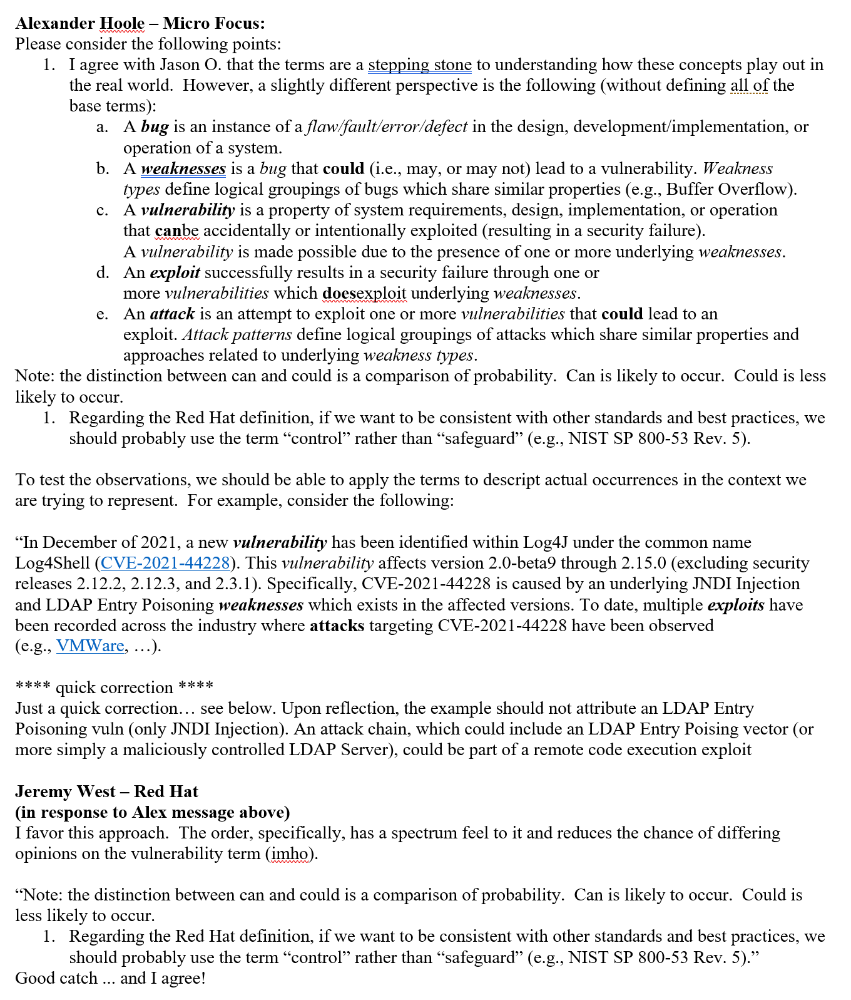 Alexander Hoole – Micro Focus:
Please consider the following points:
1. I agree with Jason O. that the terms are a stepping stone to understanding how these concepts play out in
the real world.  However, a slightly different perspective is the following (without defining all of the
base terms):
a. A bug is an instance of a flaw/fault/error/defect in the design, development/implementation, or
operation of a system.
b. A weaknesses is a bug that could (i.e., may, or may not) lead to a vulnerability. Weakness
types define logical groupings of bugs which share similar properties (e.g., Buffer Overflow).
c. A vulnerability is a property of system requirements, design, implementation, or operation
that canbe accidentally or intentionally exploited (resulting in a security failure).
A vulnerability is made possible due to the presence of one or more underlying weaknesses.
d. An exploit successfully results in a security failure through one or
more vulnerabilities which doesexploit underlying weaknesses.
e. An attack is an attempt to exploit one or more vulnerabilities that could lead to an
exploit. Attack patterns define logical groupings of attacks which share similar properties and
approaches related to underlying weakness types.
Note: the distinction between can and could is a comparison of probability.  Can is likely to occur.  Could is less
likely to occur.
1. Regarding the Red Hat definition, if we want to be consistent with other standards and best practices, we
should probably use the term “control” rather than “safeguard” (e.g., NIST SP 800-53 Rev. 5).
To test the observations, we should be able to apply the terms to descript actual occurrences in the context we
are trying to represent.  For example, consider the following:
“In December of 2021, a new vulnerability has been identified within Log4J under the common name
Log4Shell (CVE-2021-44228). This vulnerability affects version 2.0-beta9 through 2.15.0 (excluding security
releases 2.12.2, 2.12.3, and 2.3.1). Specifically, CVE-2021-44228 is caused by an underlying JNDI Injection
and LDAP Entry Poisoning weaknesses which exists in the affected versions. To date, multiple exploits have
been recorded across the industry where attacks targeting CVE-2021-44228 have been observed
(e.g., VMWare, …).
**** quick correction ****
Just a quick correction… see below. Upon reflection, the example should not attribute an LDAP Entry
Poisoning vuln (only JNDI Injection). An attack chain, which could include an LDAP Entry Poising vector (or
more simply a maliciously controlled LDAP Server), could be part of a remote code execution exploit
Jeremy West – Red Hat
(in response to Alex message above)
I favor this approach.  The order, specifically, has a spectrum feel to it and reduces the chance of differing
opinions on the vulnerability term (imho).
“Note: the distinction between can and could is a comparison of probability.  Can is likely to occur.  Could is
less likely to occur.
1. Regarding the Red Hat definition, if we want to be consistent with other standards and best practices, we
should probably use the term “control” rather than “safeguard” (e.g., NIST SP 800-53 Rev. 5).”
Good catch ... and I agree!